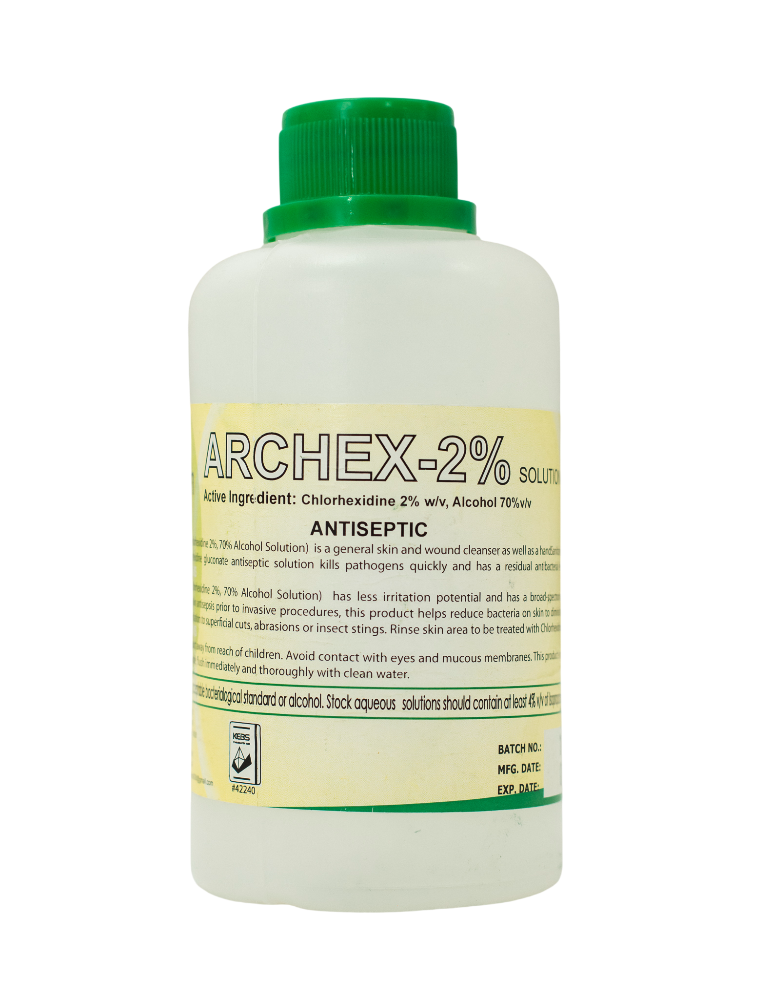 ARCHEX-2% SOLUTION
Active Ingredient: Chlorhexidine 2% w/v, Alcohol 70%v/v
ANTISEPTIC
2%, 70% Alcohol Solution) is a general skin and wound cleanser as well as a
gluconate antiseptic solution kills pathogens quickly and has a residual
2%, 70% Alcohol Solution) has less irritation potential and has a
prior to invasive procedures, this product helps reduce bacteria on skin to
to superficial cuts, abrasions or insect stings. Rinse skin area to be treated with
away from reach of children. Avoid contact with eyes and mucous membranes. This
flush immediately and thoroughly with clean water.
bacterialogical standard or alcohol. Stock aqueous solutions should contain at least 4% v/v of
KEBS
#42240
BATCH NO.:
MFG. DATE:
EXP. DATE: